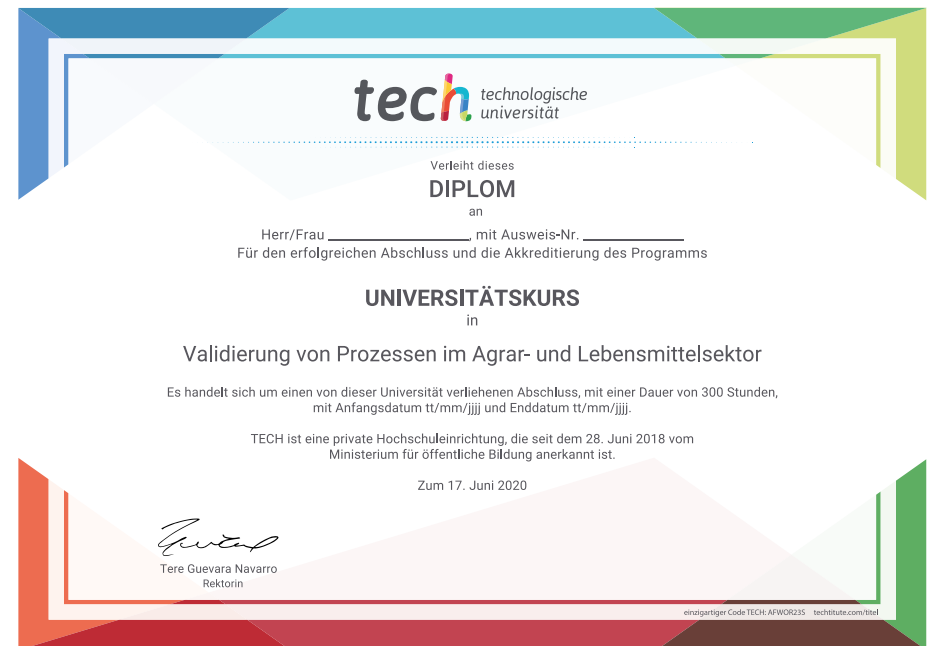 tech technologische
universität
Verleiht dieses
DIPLOM
an
Herr/Frau ____________________, mit Ausweis-Nr. ______________
Für den erfolgreichen Abschluss und die Akkreditierung des Programms
UNIVERSITÄTSKURS
in
Validierung von Prozessen im Agrar- und Lebensmittelsektor
Es handelt sich um einen von dieser Universität verliehenen Abschluss, mit einer Dauer von 300 Stunden,
mit Anfangsdatum tt/mm/jjjj und Enddatum tt/mm/jjjj.
TECH ist eine private Hochschuleinrichtung, die seit dem 28. Juni 2018 vom
Ministerium für öffentliche Bildung anerkannt ist.
Zum 17. Juni 2020
Tere Guevara Navarro
Rektorin
einzigartiger Code TECH: AFWOR23S techtitute.com/titel